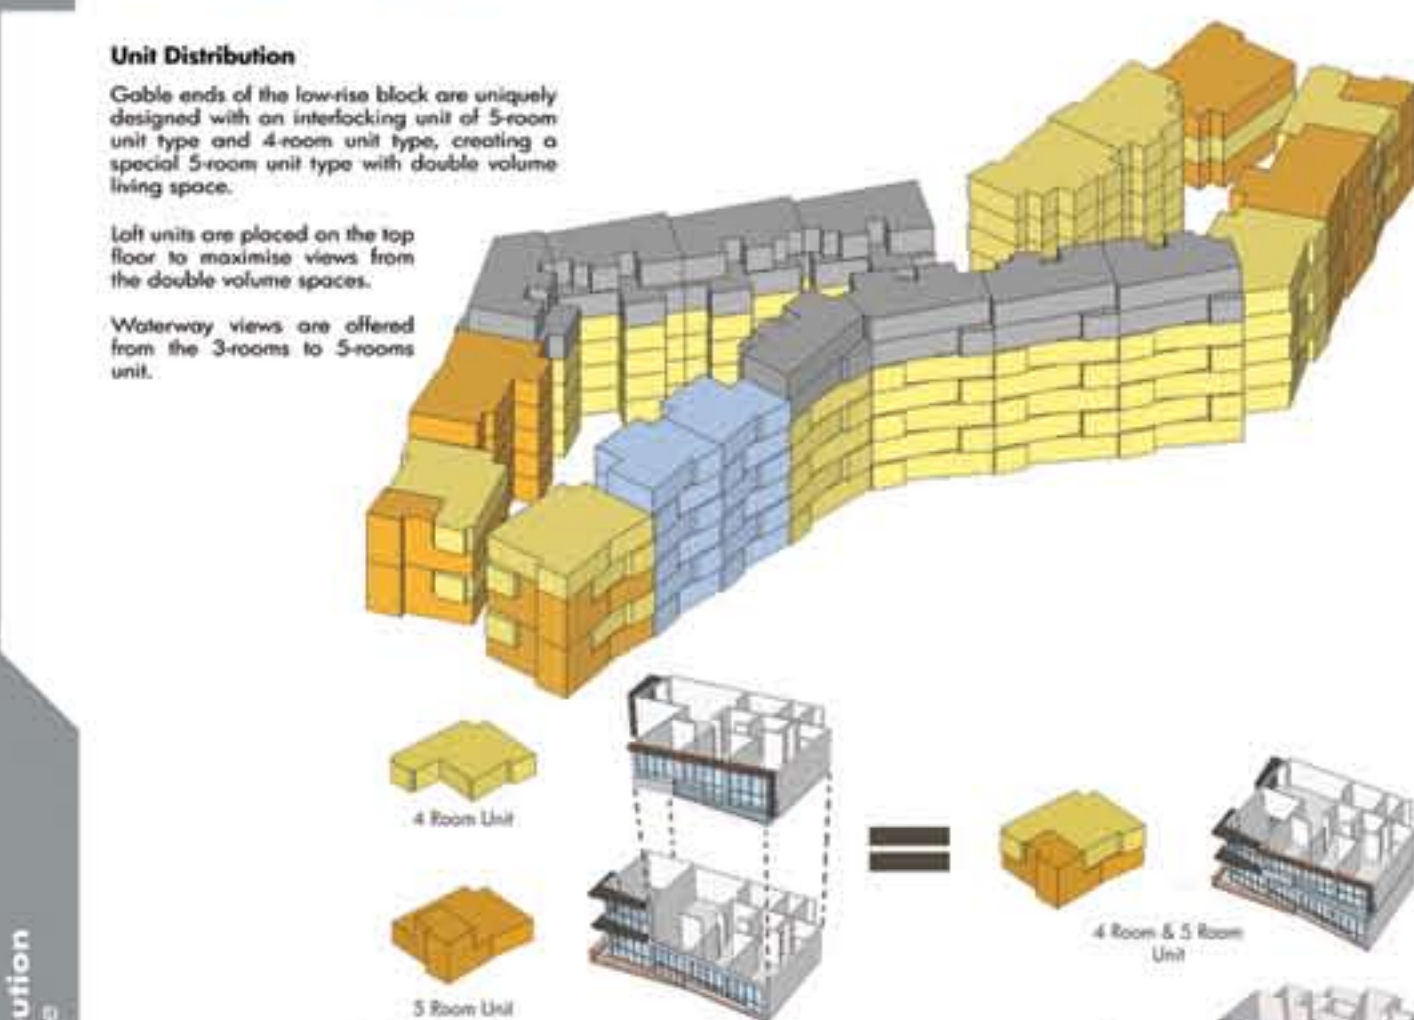 Unit Distribution
Gable ends of the low-rise block are uniquely
designed with an interlocking unit of 5-room
unit type and 4-room unit type, creating a
special 5-room unit type with double volume
living space.
Loft units are placed on the top
floor to maximise views from
the double volume spaces.
Waterway views are offered
from the 3-rooms to 5-rooms
unit.
4 Room Unit
4 Room & 5 Room
Unit
5 Room Unit
ution